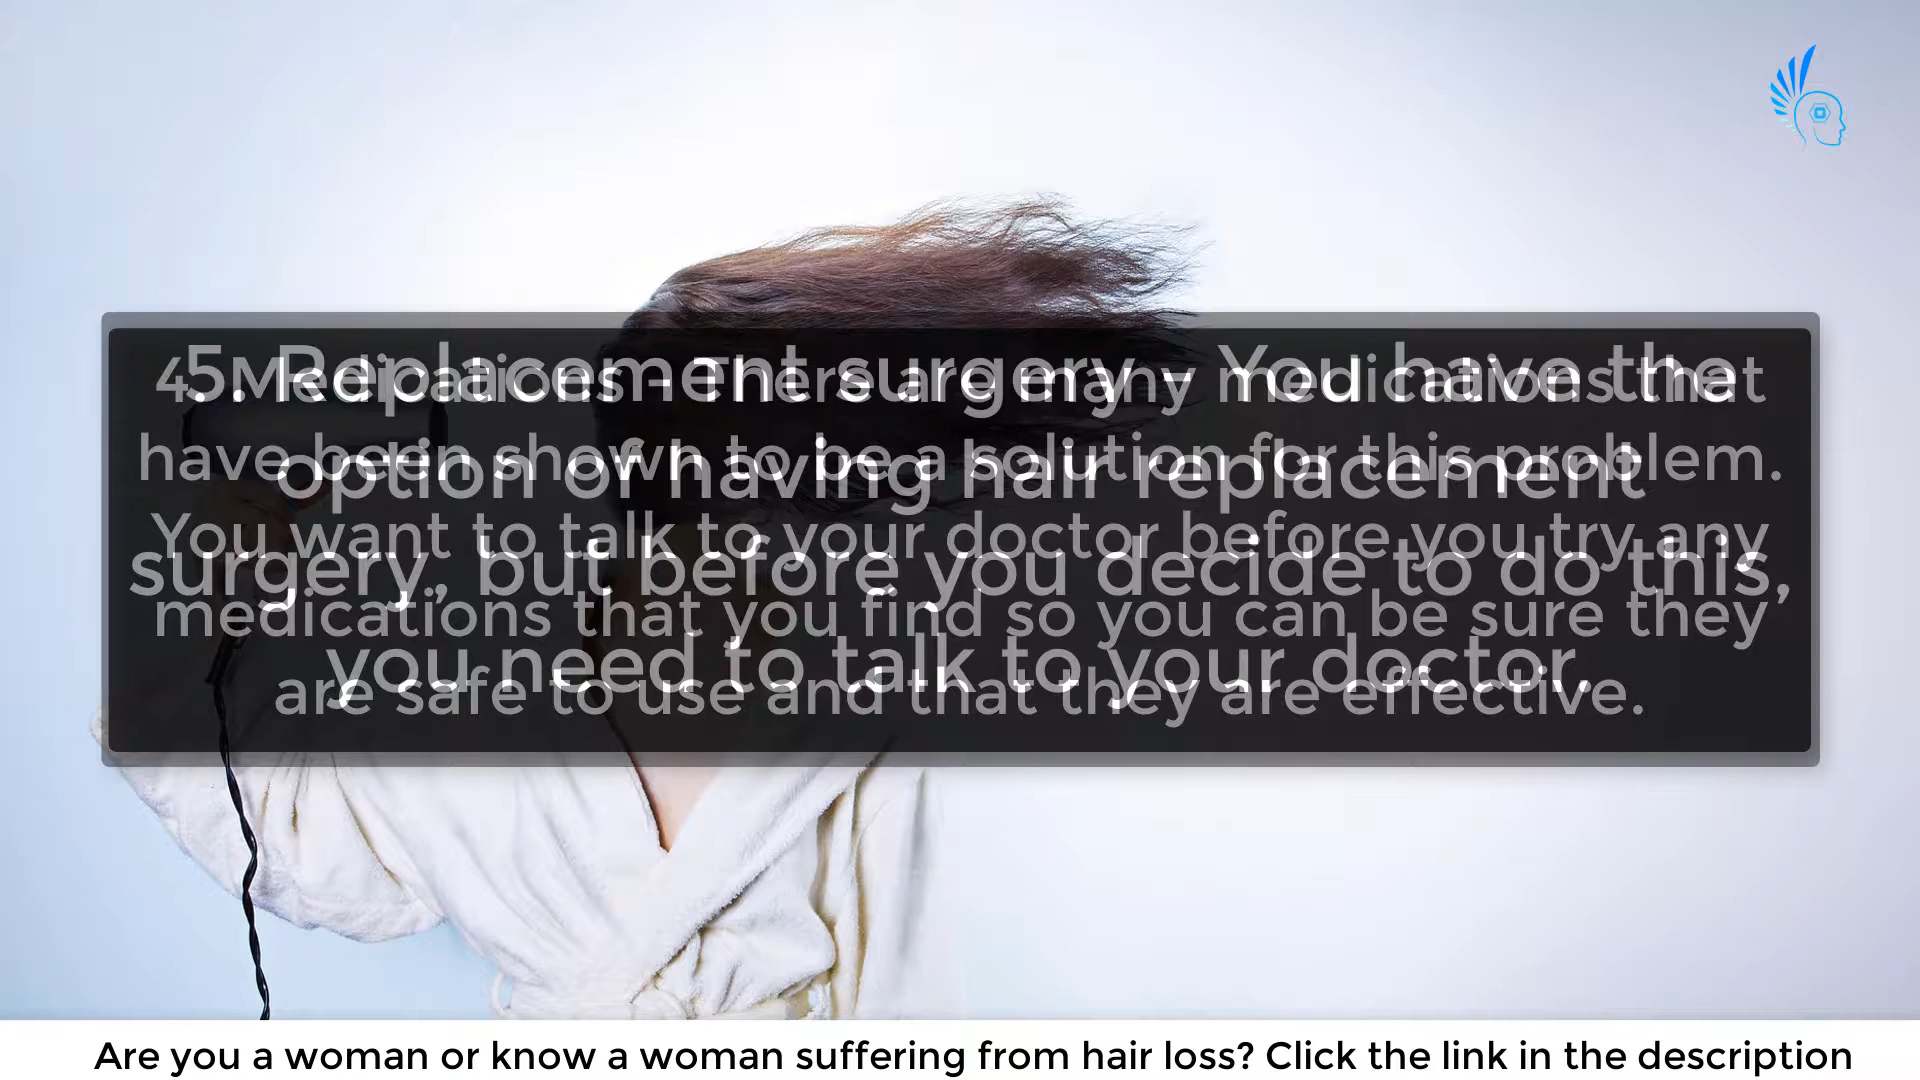 4. Medications - There are many medications that
have been shown to be a solution for this problem.
You want to talk to your doctor before you try any
medications that you find so you can be sure they
are safe to use and that they are effective.
5. Replacement surgery - You have the
option of having hair replacement
surgery, but before you decide to do this,
you need to talk to your doctor.
Are you a woman or know a woman suffering from hair loss? Click the link in the description